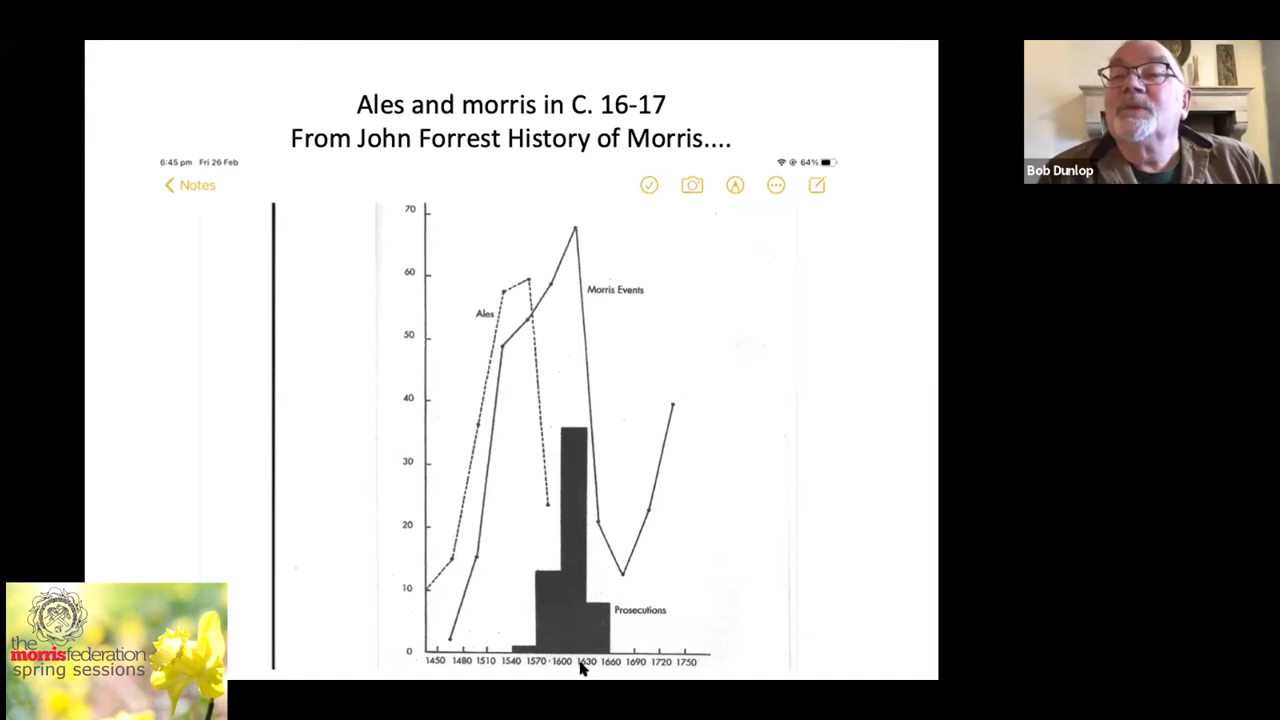 Ales and morris in C. 16-17
From John Forrest History of Morris....
6:45 pm Fri 26 Feb
64%
Notes
70
60
50
40
30
20
10
0
Ales
Morris Events
Prosecutions
1450 1480 1510 1540 1570 1600 1630 1660 1690 1720 1750
Bob Dunlop
the
morrisfederation
spring sessions